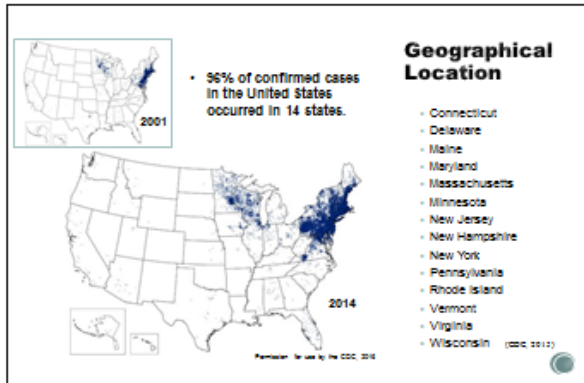 Geographical
Location
• 96% of confirmed cases
in the United States
occurred in 14 states.
2001
2014
Permission for use by the CDC, 2016
• Connecticut
• Delaware
• Maine
• Maryland
• Massachusetts
• Minnesota
• New Jersey
• New Hampshire
• New York
• Pennsylvania
• Rhode Island
• Vermont
• Virginia
• Wisconsin (CDC, 2015)